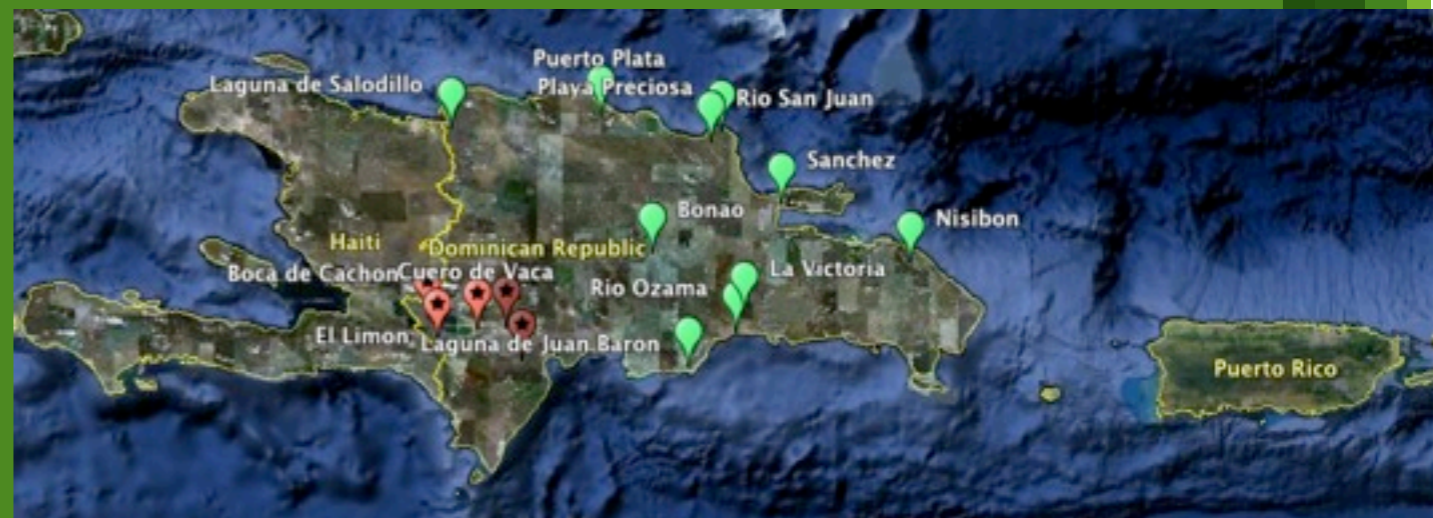 Puerto Plata
Laguna de Salodillo
Playa Preciosa
Rio San Juan
Sanchez
Bonao
Nisibon
Haiti
Dominican Republic
Boca de Cachon
Cuero de Vaca
La Victoria
Rio Ozama
El Limon
Laguna de Juan Baron
Puerto Rico